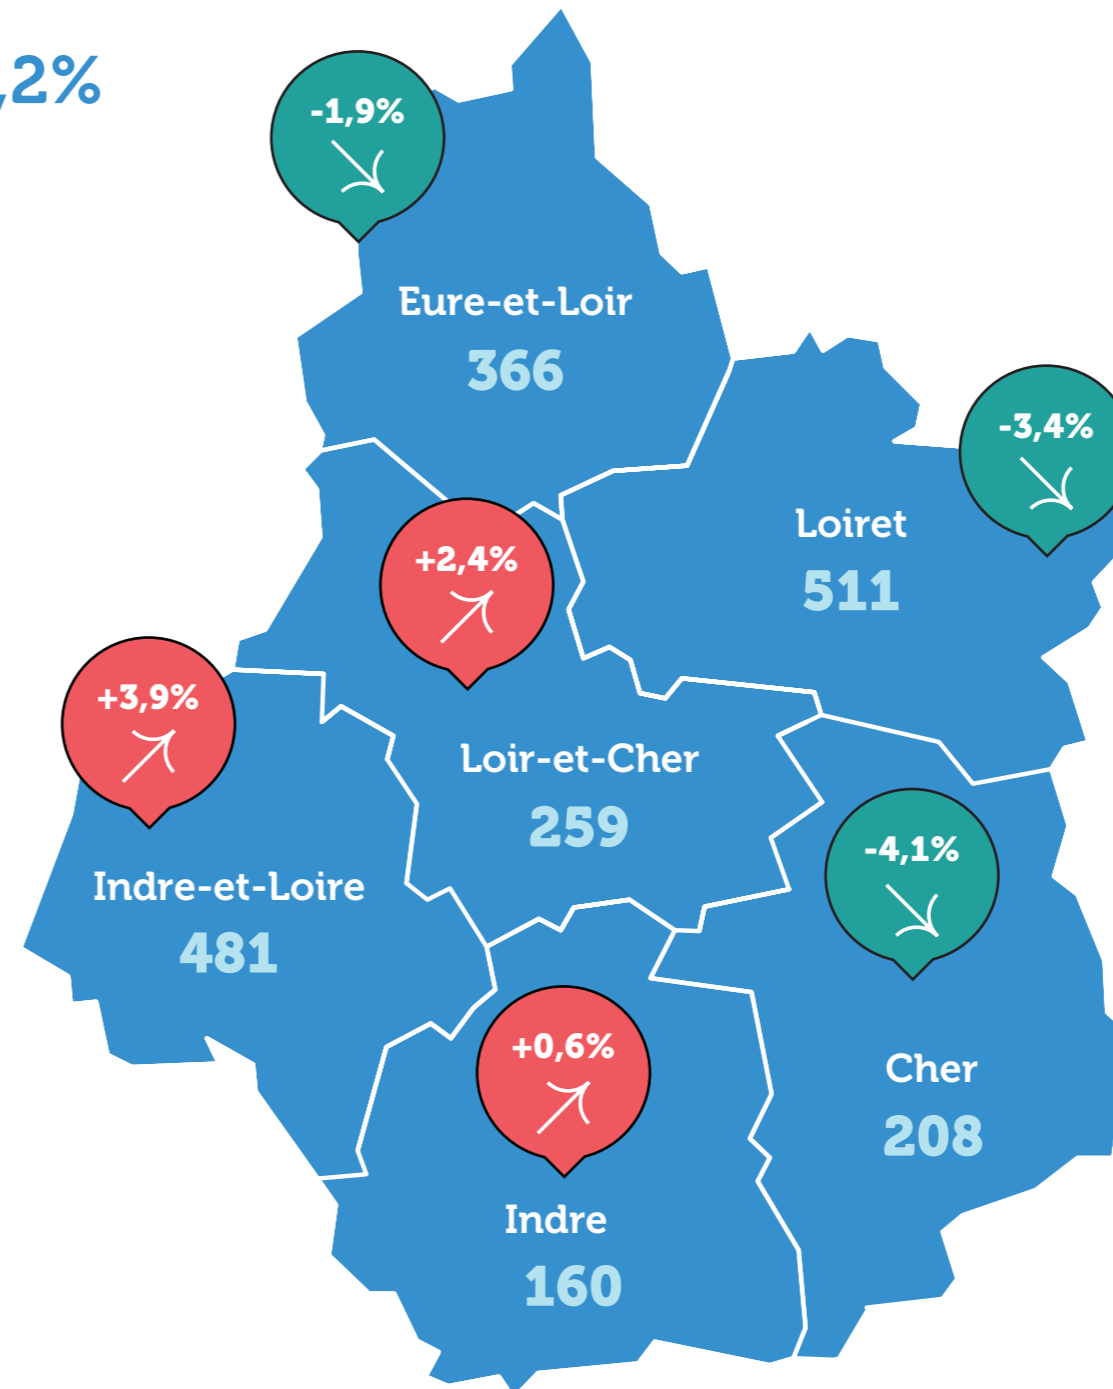 ,2%
-1,9%
Eure-et-Loir
366
-3,4%
Loiret
511
+2,4%
+3,9%
Loir-et-Cher
259
-4,1%
Indre-et-Loire
481
+0,6%
Cher
208
Indre
160